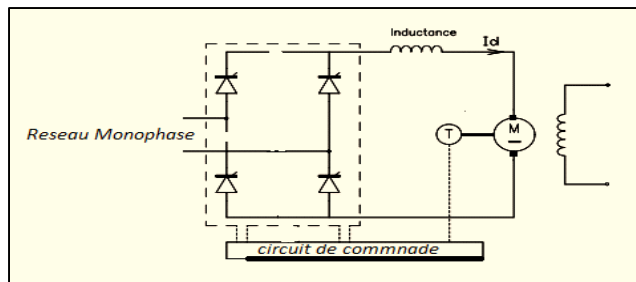 Inductance
Id
Reseau Monophase
T
M
circuit de commnade